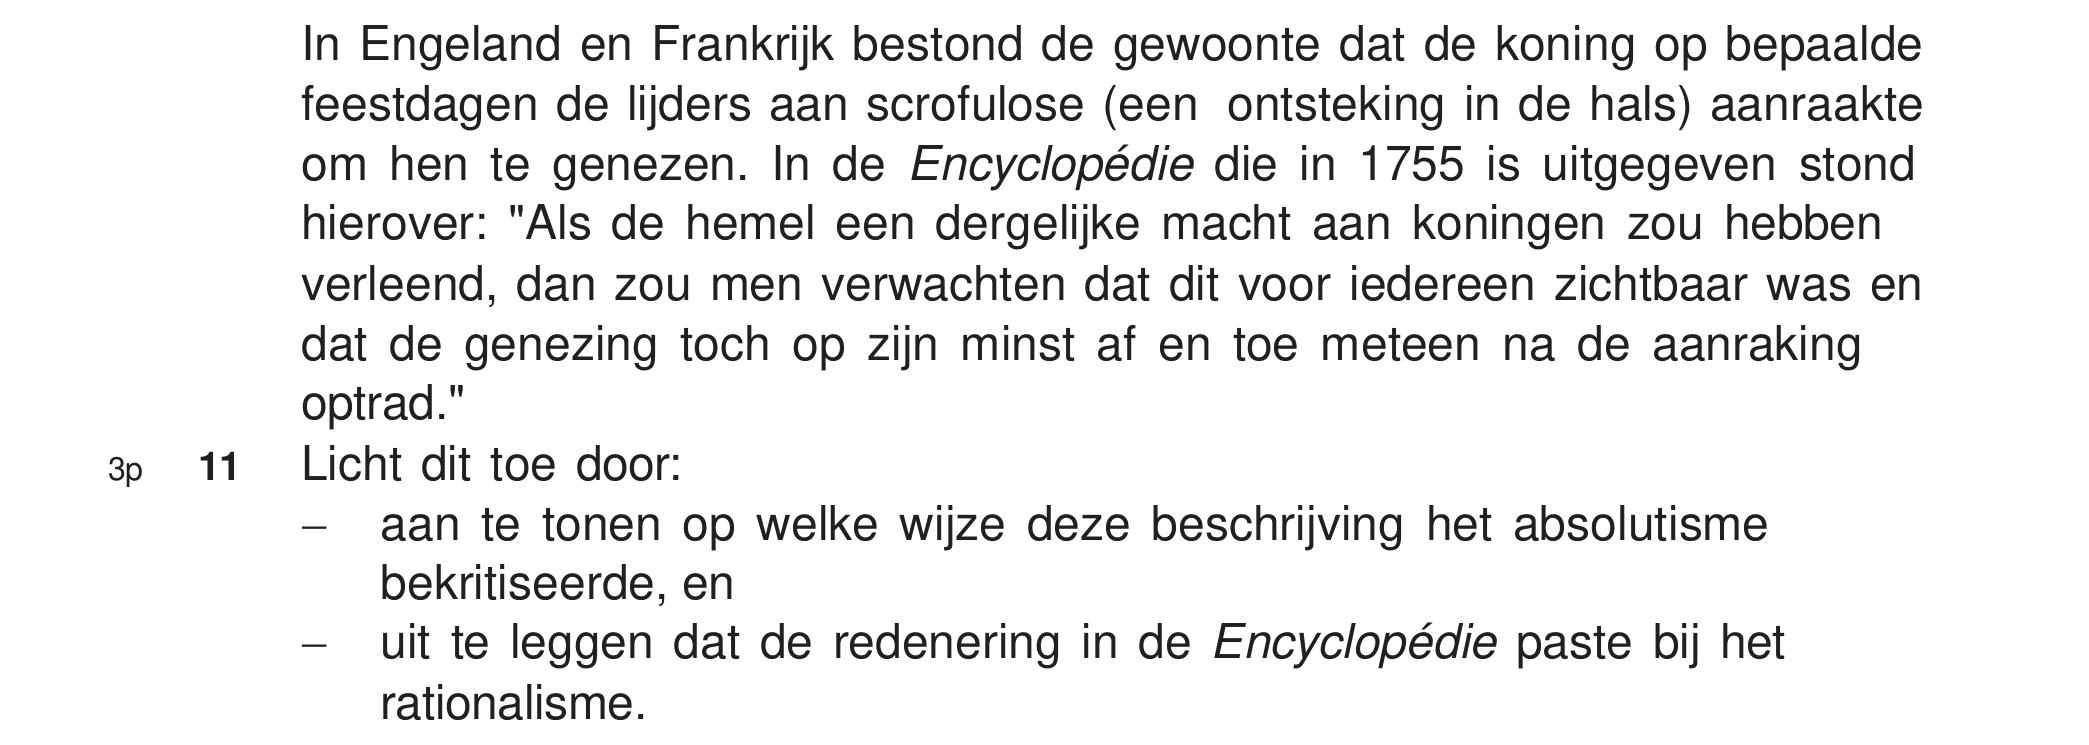 In Engeland en Frankrijk bestond de gewoonte dat de koning op bepaalde
feestdagen de lijders aan scrofulose (een ontsteking in de hals) aanraakte
om hen te genezen. In de Encyclopédie die in 1755 is uitgegeven stond
hierover: "Als de hemel een dergelijke macht aan koningen zou hebben
verleend, dan zou men verwachten dat dit voor iedereen zichtbaar was en
dat de genezing toch op zijn minst af en toe meteen na de aanraking
optrad."
3p 11 Licht dit toe door:
− aan te tonen op welke wijze deze beschrijving het absolutisme
bekritiseerde, en
− uit te leggen dat de redenering in de Encyclopédie paste bij het
rationalisme.